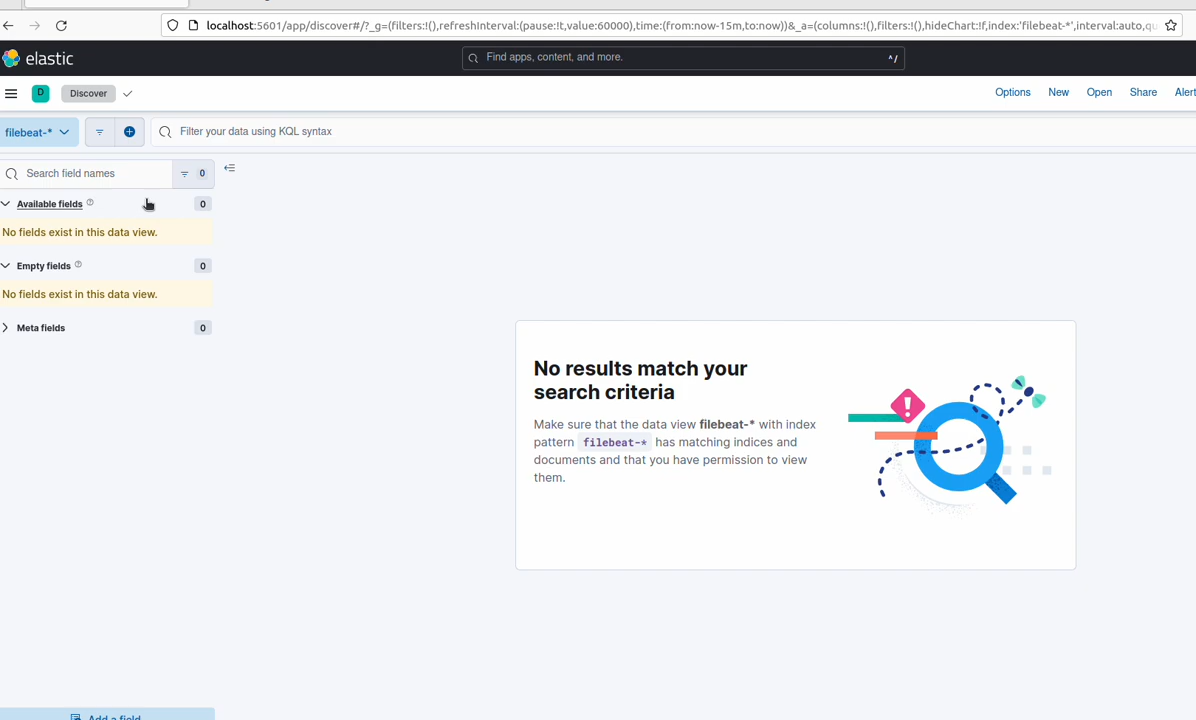 localhost:5601/app/discover#/?_g=(filters:!(),refreshInterval:(pause:!t,value:60000),time:(from:now-15m,to:now))&_a=(columns:!(),filters:!(),hideChart:!f,index:'filebeat-*',interval:auto,qu
elastic
Find apps, content, and more.
^/
D
Discover
Options
New
Open
Share
Alert
filebeat-*
Filter your data using KQL syntax
Search field names
0
Available fields
0
No fields exist in this data view.
Empty fields
0
No fields exist in this data view.
Meta fields
0
No results match your
search criteria
Make sure that the data view filebeat-* with index
pattern filebeat-* has matching indices and
documents and that you have permission to view
them.
Add a field